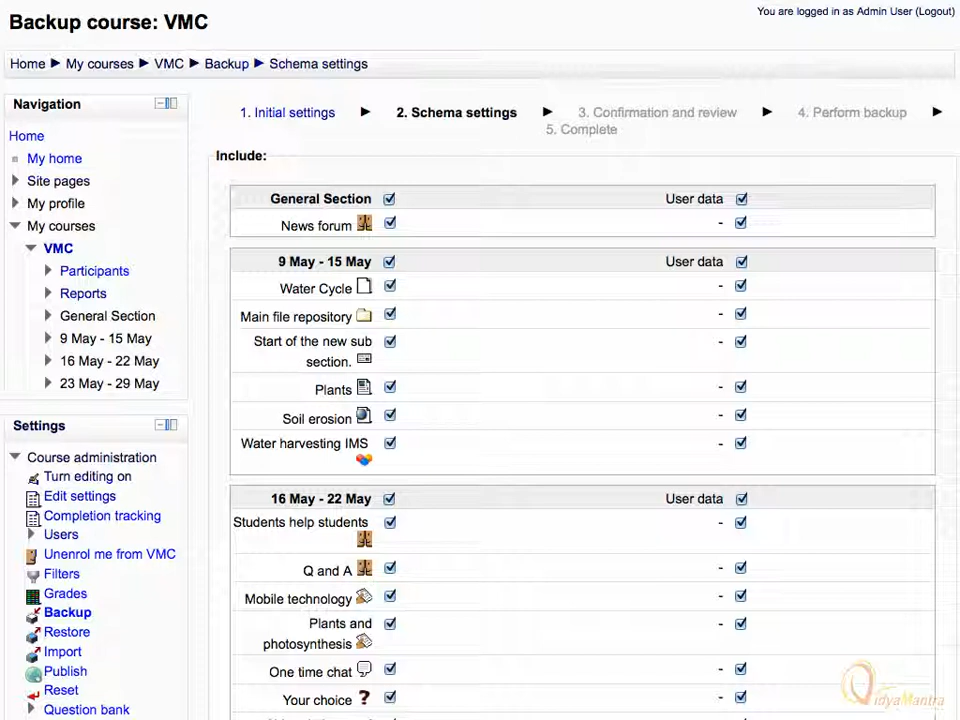 Backup course: VMC
You are logged in as Admin User (Logout)
Home ► My courses ► VMC ► Backup ► Schema settings
Navigation
Home
My home
Site pages
My profile
My courses
VMC
Participants
Reports
General Section
9 May - 15 May
16 May - 22 May
23 May - 29 May
Settings
Course administration
Turn editing on
Edit settings
Completion tracking
Users
Unenrol me from VMC
Filters
Grades
Backup
Restore
Import
Publish
Reset
Question bank
1. Initial settings ► 2. Schema settings ► 3. Confirmation and review ► 4. Perform backup ►
5. Complete
Include:
General Section User data
News forum -
9 May - 15 May User data
Water Cycle -
Main file repository -
Start of the new sub -
section.
Plants -
Soil erosion -
Water harvesting IMS -
16 May - 22 May User data
Students help students -
Q and A -
Mobile technology -
Plants and -
photosynthesis
One time chat -
Your choice -
VidyaMantra